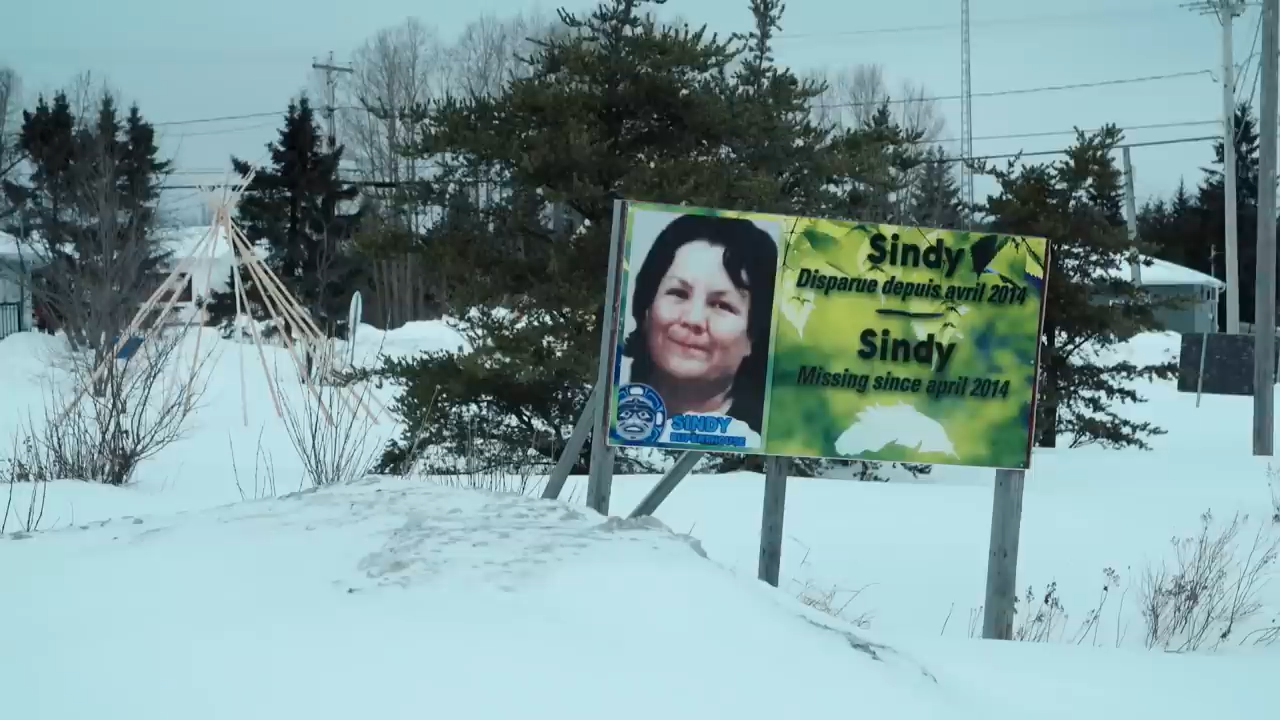 Sindy
Disparue depuis avril 2014
Sindy
Missing since april 2014
SINDY